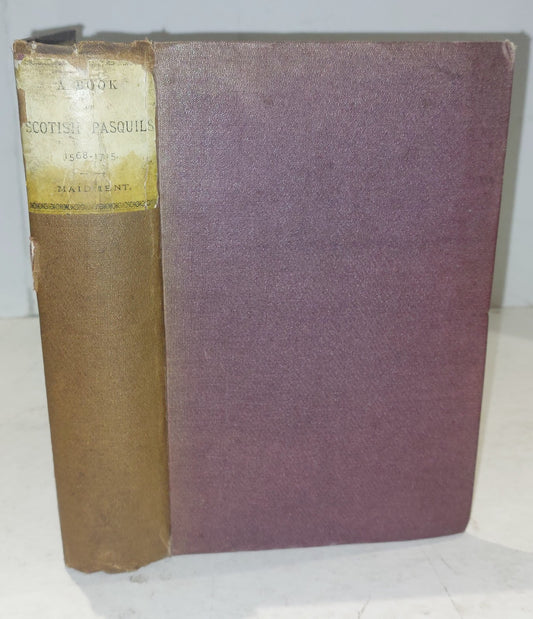 A BOOK
OF
SCOTISH PASQUILS
1568-1715.
MAIDMENT.